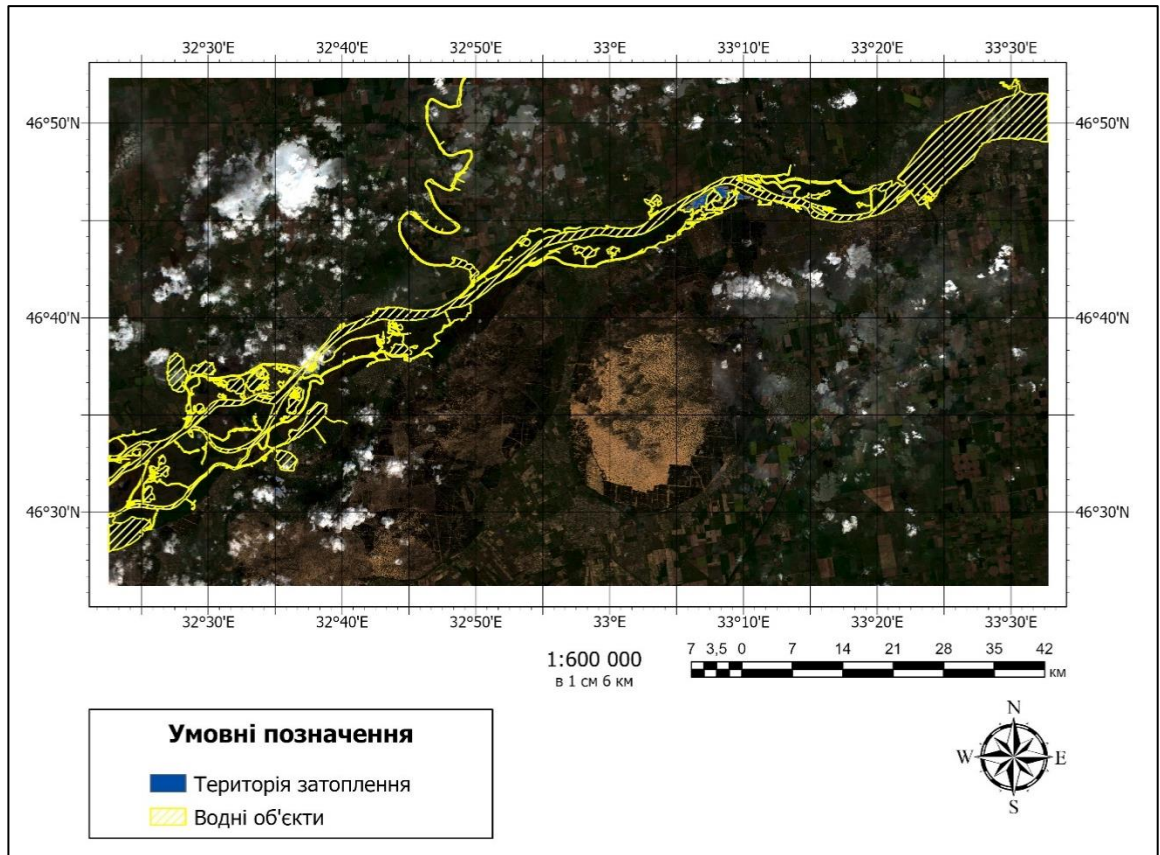 32°30'E 32°40'E 32°50'E 33°E 33°10'E 33°20'E 33°30'E
46°50'N 46°50'N
46°40'N 46°40'N
46°30'N 46°30'N
32°30'E 32°40'E 32°50'E 33°E 33°10'E 33°20'E 33°30'E
1:600 000
в 1 см 6 км
7 3,5 0 7 14 21 28 35 42
км
Умовні позначення
Територія затоплення
Водні об'єкти
N
W E
S